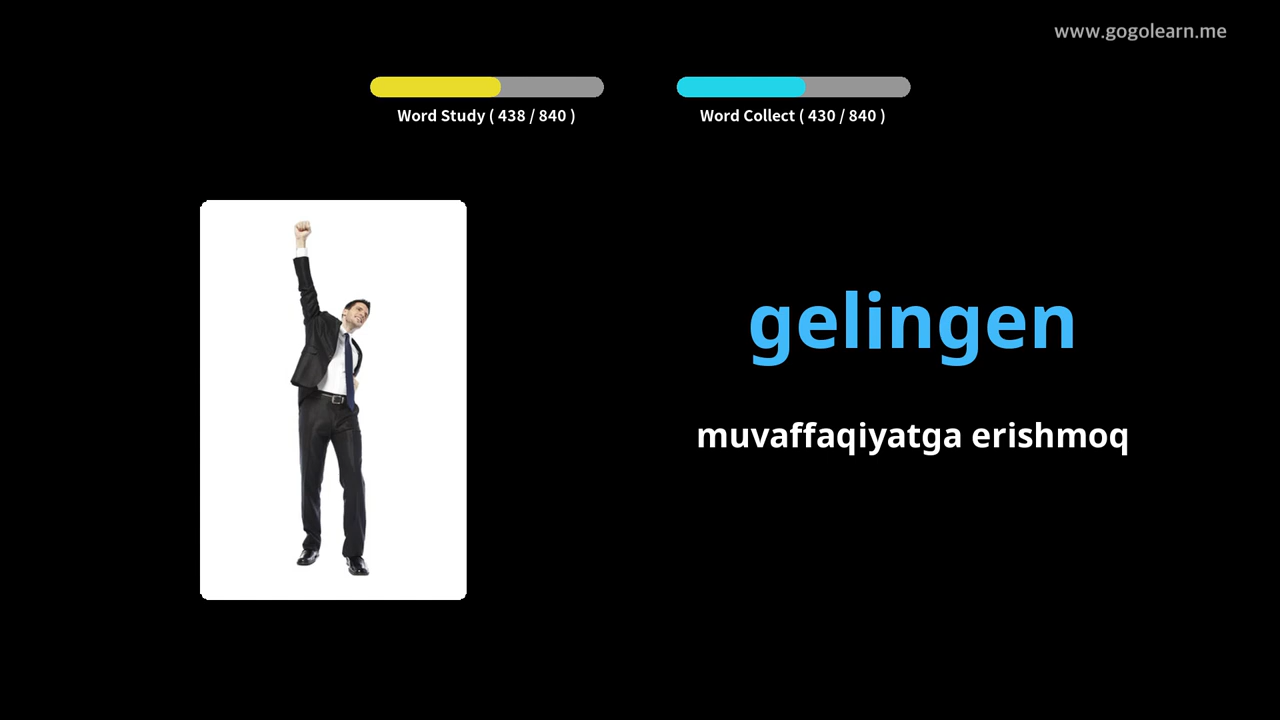 www.gogolearn.me
Word Study ( 438 / 840 )
Word Collect ( 430 / 840 )
gelingen
muvaffaqiyatga erishmoq